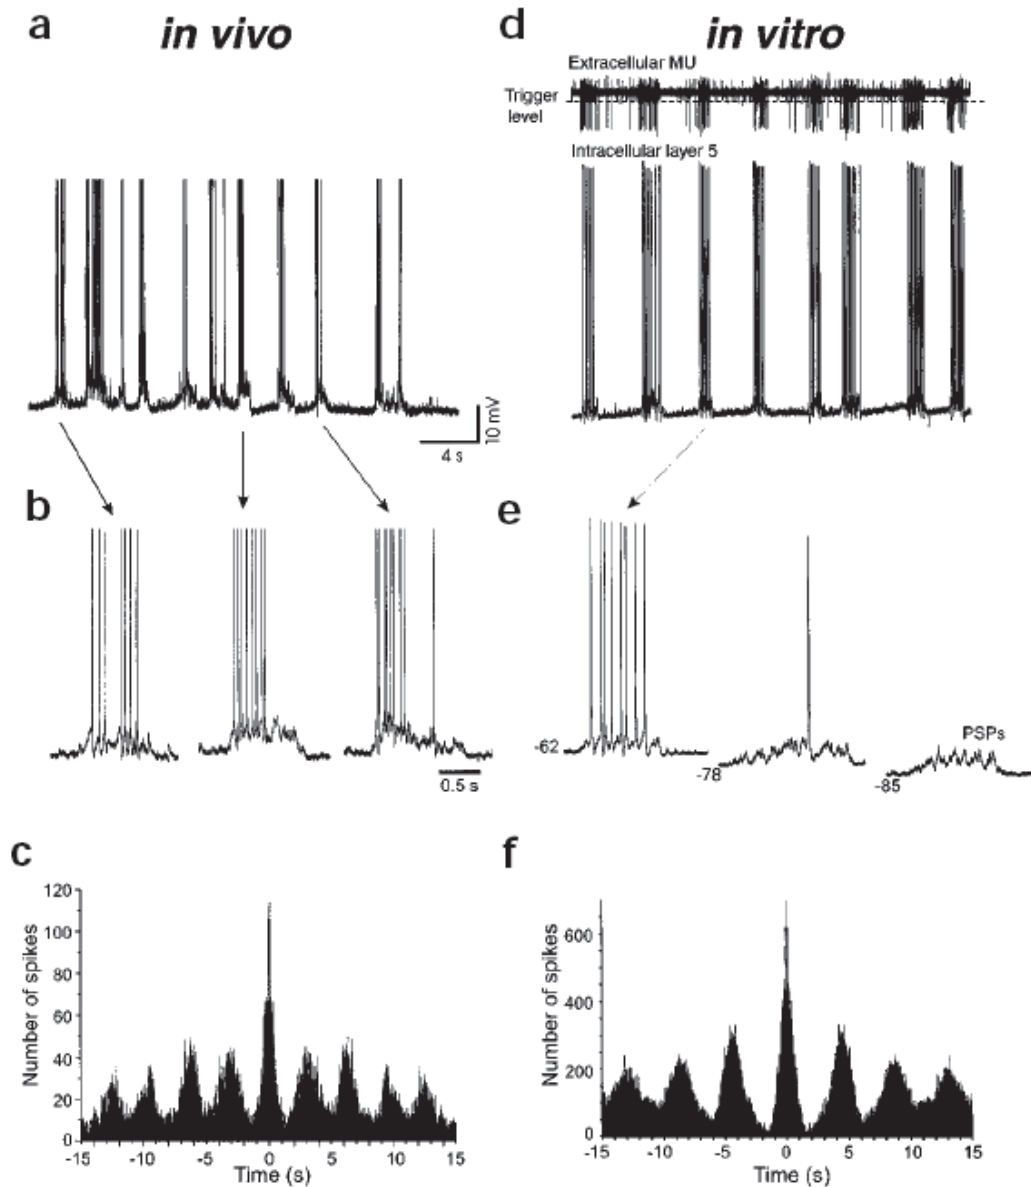 a
in vivo
10 mV
4 s
b
0.5 s
c
120
100
80
60
40
20
0
Number of spikes
-15
-10
-5
0
5
10
15
Time (s)
d
in vitro
Extracellular MU
Trigger
level
Intracellular layer 5
e
-62
-78
-85
PSPs
f
600
400
200
0
Number of spikes
-15
-10
-5
0
5
10
15
Time (s)